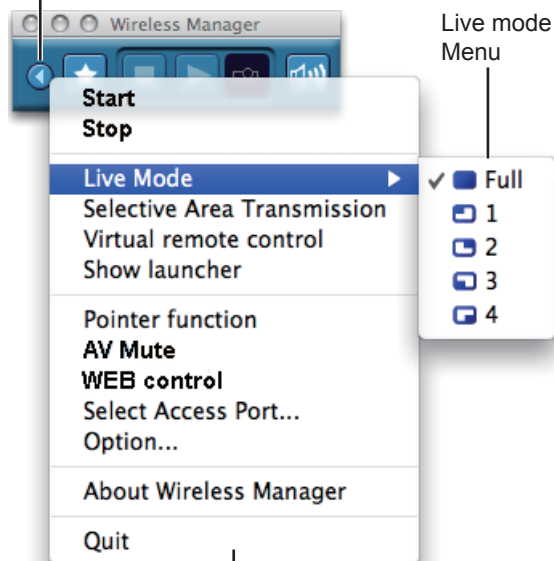 Wireless Manager
Live mode
Menu
Start
Stop
Live Mode
Selective Area Transmission
Virtual remote control
Show launcher
Full
1
2
3
4
Pointer function
AV Mute
WEB control
Select Access Port...
Option...
About Wireless Manager
Quit